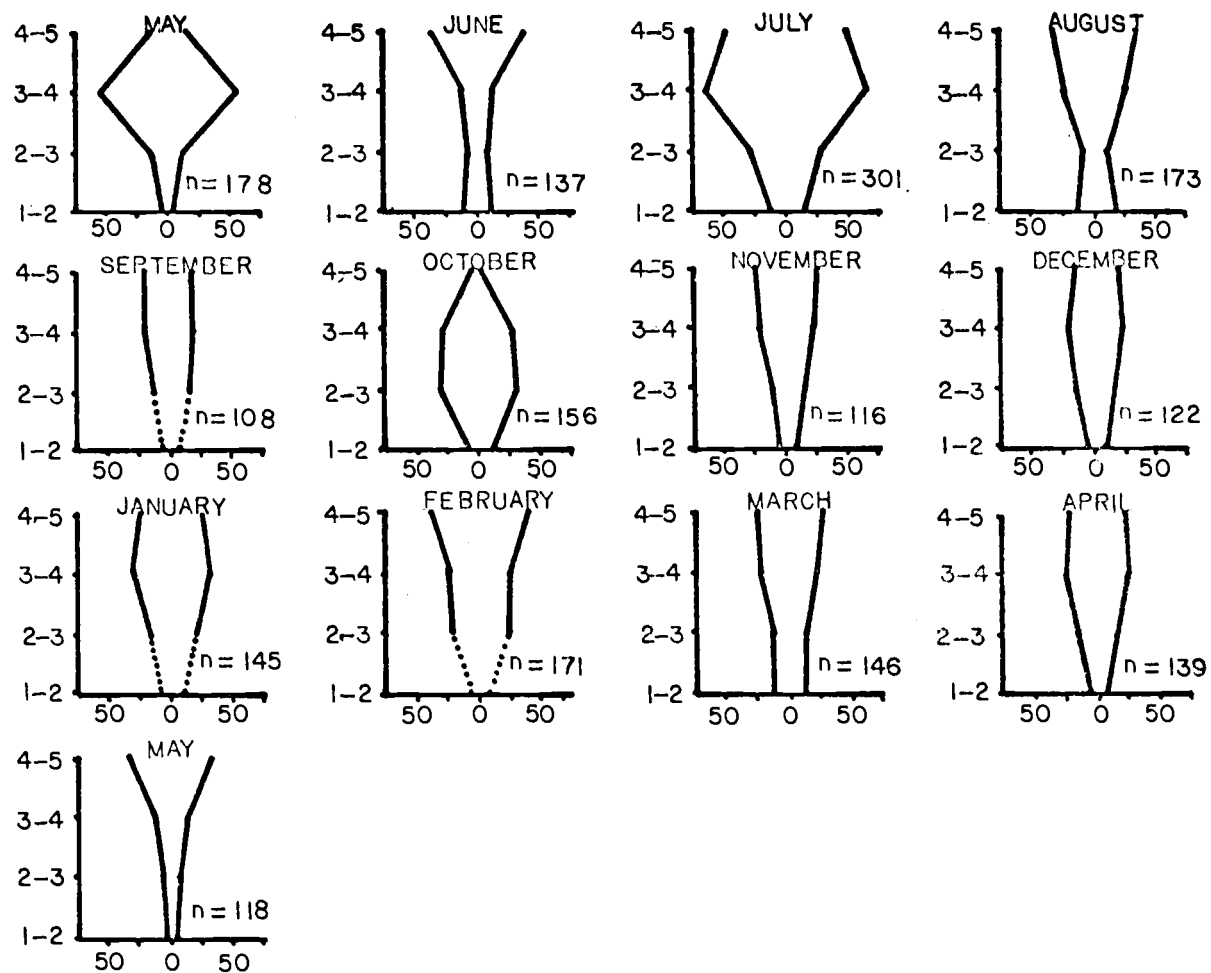 MAY JUNE JULY AUGUST
4-5 4-5 4-5 4-5
3-4 3-4 3-4 3-4
2-3 2-3 2-3 2-3
n=178 n=137 n=301 n=173
1-2 1-2 1-2 1-2
50 0 50 50 0 50 50 0 50 50 0 50
SEPTEMBER OCTOBER NOVEMBER DECEMBER
4-5 4-5 4-5 4-5
3-4 3-4 3-4 3-4
2-3 2-3 2-3 2-3
n=108 n=156 n=116 n=122
1-2 1-2 1-2 1-2
50 0 50 50 0 50 50 0 50 50 0 50
JANUARY FEBRUARY MARCH APRIL
4-5 4-5 4-5 4-5
3-4 3-4 3-4 3-4
2-3 2-3 2-3 2-3
n=145 n=171 n=146 n=139
1-2 1-2 1-2 1-2
50 0 50 50 0 50 50 0 50 50 0 50
MAY
4-5
3-4
2-3
n=118
1-2
50 0 50